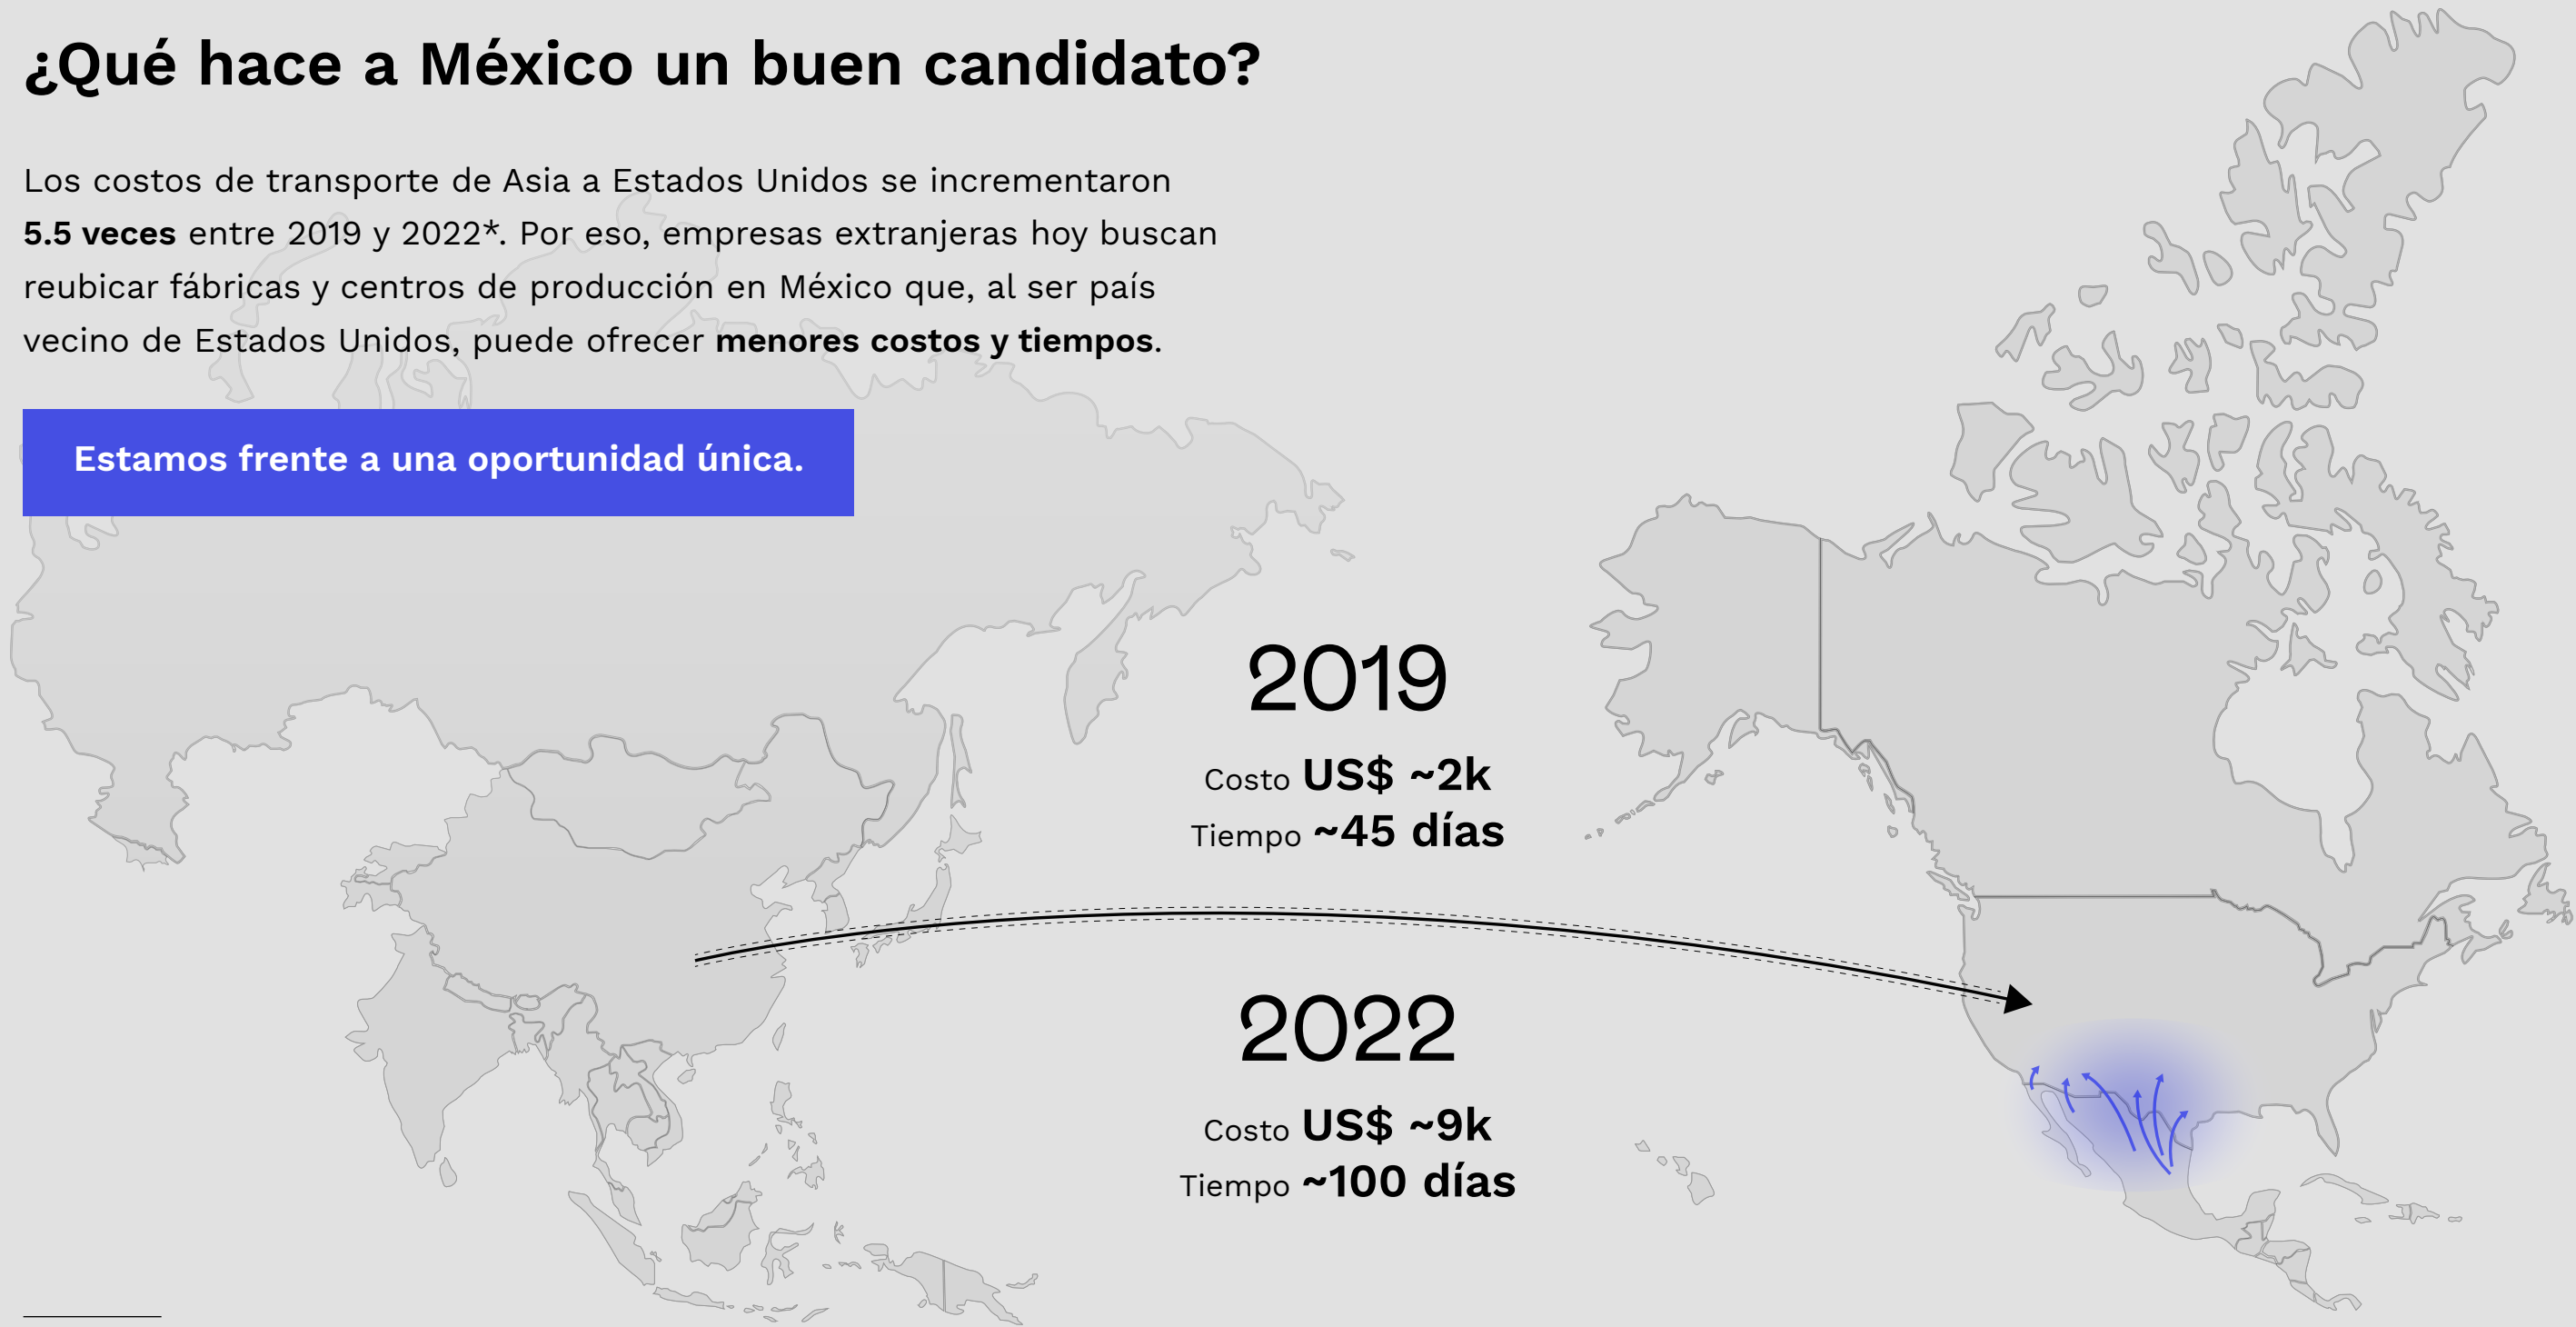 ¿Qué hace a México un buen candidato?
Los costos de transporte de Asia a Estados Unidos se incrementaron
5.5 veces entre 2019 y 2022*. Por eso, empresas extranjeras hoy buscan
reubicar fábricas y centros de producción en México que, al ser país
vecino de Estados Unidos, puede ofrecer menores costos y tiempos.
Estamos frente a una oportunidad única.
2019
Costo US$ ~2k
Tiempo ~45 días
2022
Costo US$ ~9k
Tiempo ~100 días